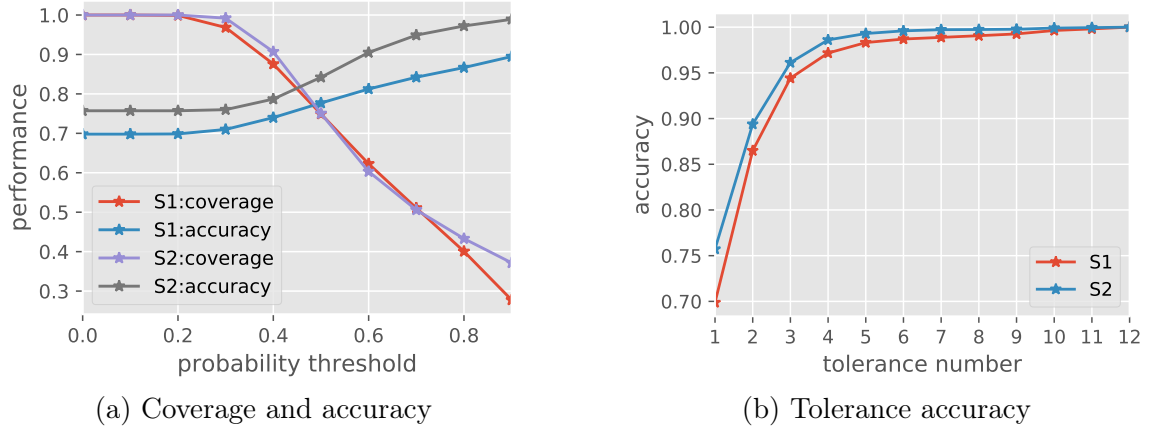 1.0
0.9
0.8
0.7
0.6
0.5
0.4
0.3
performance
S1:coverage
S1:accuracy
S2:coverage
S2:accuracy
0.0 0.2 0.4 0.6 0.8
probability threshold
(a) Coverage and accuracy
1.00
0.95
0.90
0.85
0.80
0.75
0.70
accuracy
S1
S2
1 2 3 4 5 6 7 8 9 10 11 12
tolerance number
(b) Tolerance accuracy